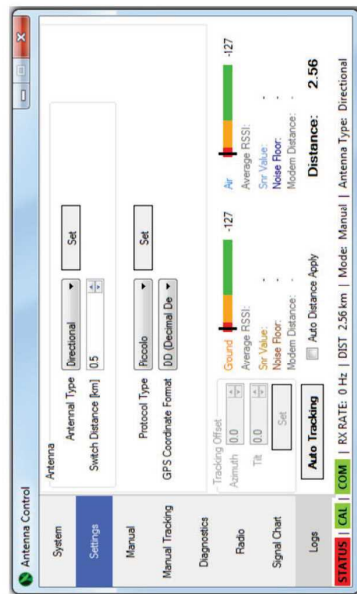 Antenna Control
System
Settings
Manual
Manual Tracking
Diagnostics
Radio
Signal Chart
Logs
Antenna
Antennal Type Directional Set
Switch Distance [km] 0.5
Protocol Type Piccolo Set
GPS Coordinate Format DD (Decimal De
Tracking Offset
Azimuth 0.0
Tilt 0.0
Set
Auto Tracking
Ground -127
Average RSSI:
Snr Value: -
Noise Floor: -
Modem Distance: -
Auto Distance Apply
Air -127
Average RSSI:
Snr Value: -
Noise Floor: -
Modem Distance: -
Distance: 2.56
STATUS | CAL | COM | RX RATE: 0 Hz | DIST 2.56 km | Mode: Manual | Antenna Type: Directional